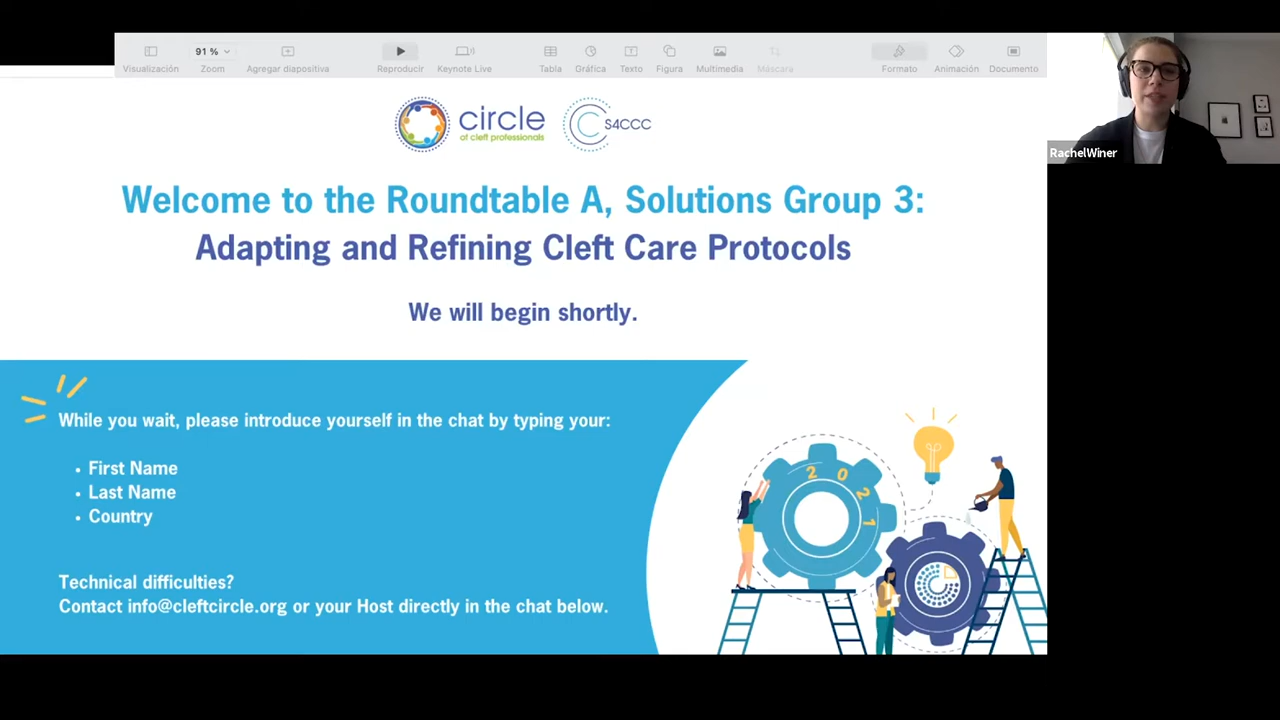 91 %
Visualización
Zoom
Agregar diapositiva
Reproducir
Keynote Live
Tabla
Gráfica
Texto
Figura
Multimedia
Máscara
Formato
Animación
Documento
RachelWiner
circle
of cleft professionals
S4CCC
Welcome to the Roundtable A, Solutions Group 3:
Adapting and Refining Cleft Care Protocols
We will begin shortly.
While you wait, please introduce yourself in the chat by typing your:
• First Name
• Last Name
• Country
2021
Technical difficulties?
Contact info@cleftcircle.org or your Host directly in the chat below.